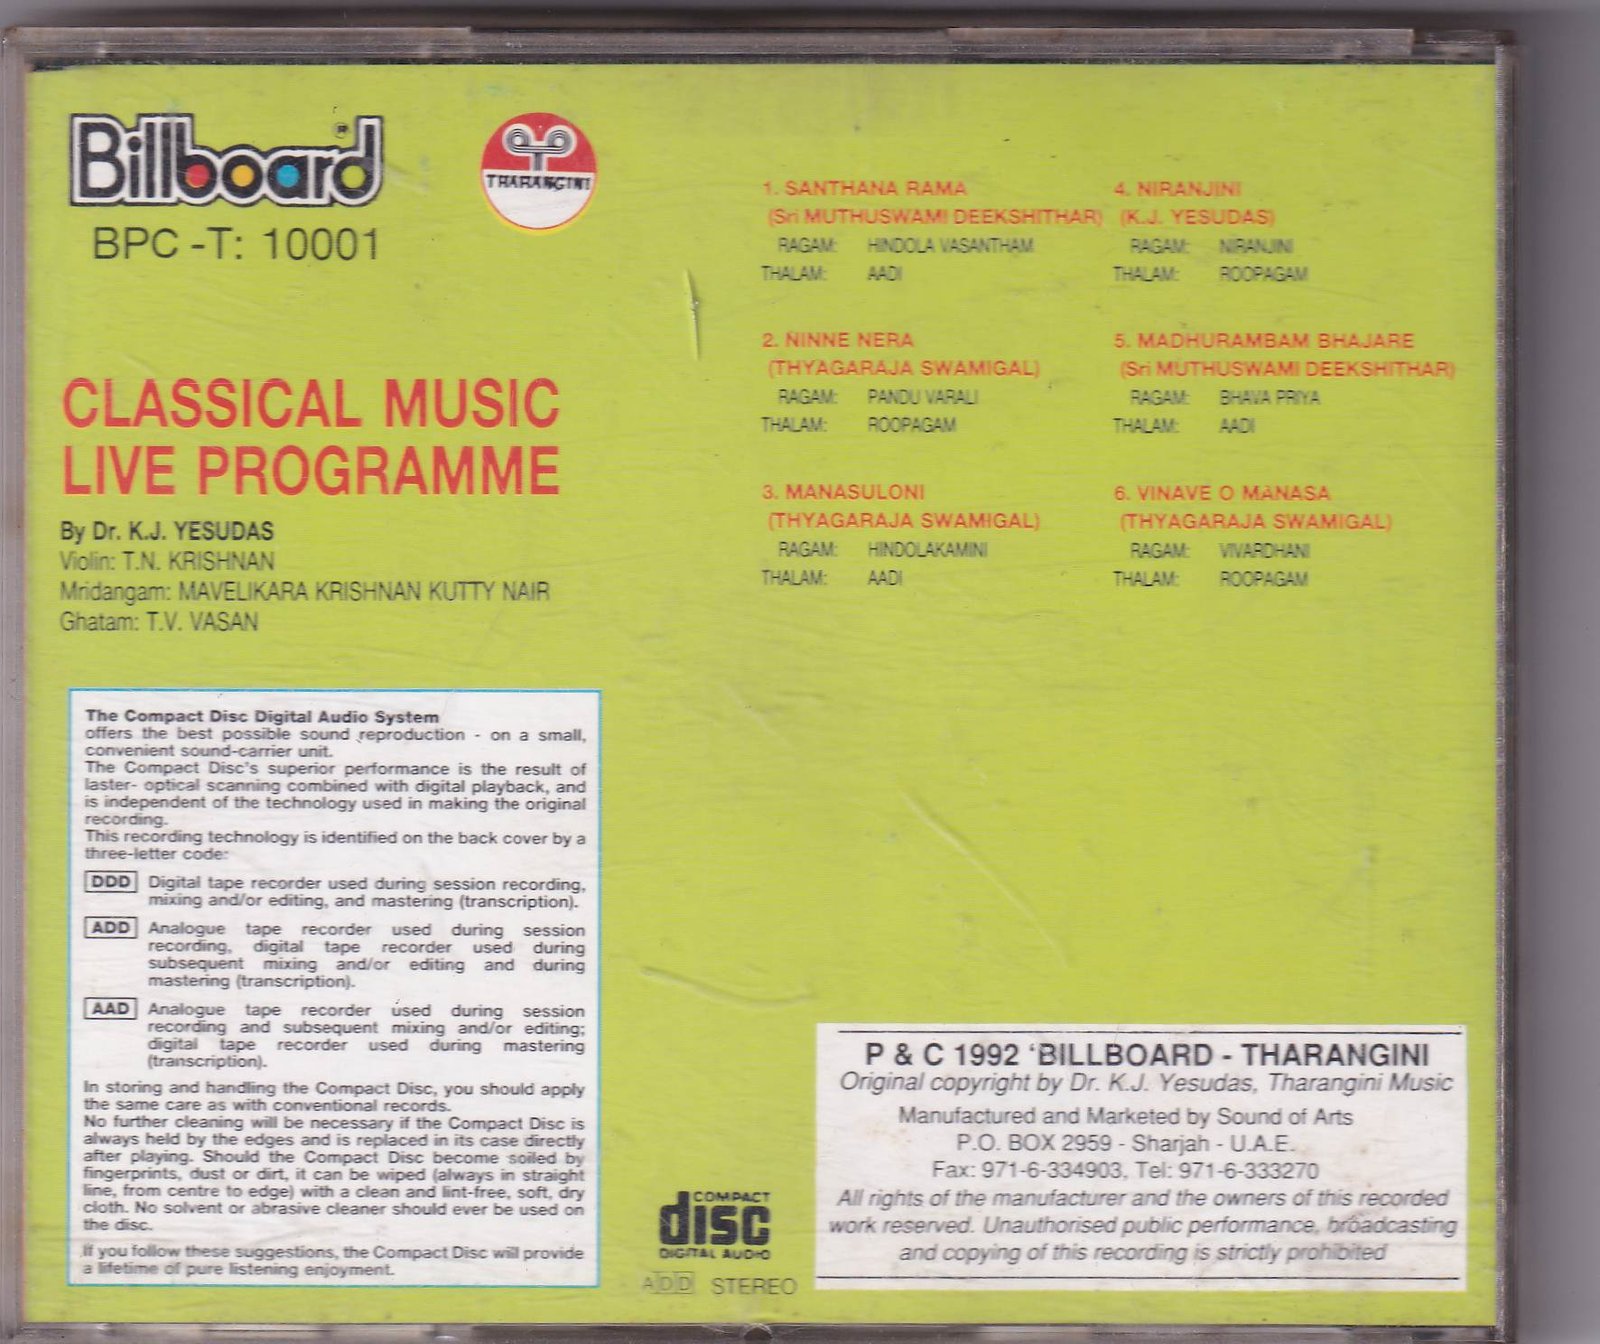 Billboard®
BPC -T: 10001
THARANGINI
CLASSICAL MUSIC
LIVE PROGRAMME
By Dr. K.J. YESUDAS
Violin: T.N. KRISHNAN
Mridangam: MAVELIKARA KRISHNAN KUTTY NAIR
Ghatam: T.V. VASAN
1. SANTHANA RAMA
(Sri MUTHUSWAMI DEEKSHITHAR)
RAGAM: HINDOLA VASANTHAM
THALAM: AADI
2. NINNE NERA
(THYAGARAJA SWAMIGAL)
RAGAM: PANDU VARALI
THALAM: ROOPAGAM
3. MANASULONI
(THYAGARAJA SWAMIGAL)
RAGAM: HINDOLAKAMINI
THALAM: AADI
4. NIRANJINI
(K.J. YESUDAS)
RAGAM: NIRANJINI
THALAM: ROOPAGAM
5. MADHURAMBAM BHAJARE
(Sri MUTHUSWAMI DEEKSHITHAR)
RAGAM: BHAVA PRIYA
THALAM: AADI
6. VINAVE O MANASA
(THYAGARAJA SWAMIGAL)
RAGAM: VIVARDHANI
THALAM: ROOPAGAM
The Compact Disc Digital Audio System
offers the best possible sound reproduction - on a small,
convenient sound-carrier unit.
The Compact Disc's superior performance is the result of
laster- optical scanning combined with digital playback, and
is independent of the technology used in making the original
recording.
This recording technology is identified on the back cover by a
three-letter code:
DDD Digital tape recorder used during session recording,
mixing and/or editing, and mastering (transcription).
ADD Analogue tape recorder used during session
recording, digital tape recorder used during
subsequent mixing and/or editing and during
mastering (transcription).
AAD Analogue tape recorder used during session
recording and subsequent mixing and/or editing;
digital tape recorder used during mastering
(transcription).
In storing and handling the Compact Disc, you should apply
the same care as with conventional records.
No further cleaning will be necessary if the Compact Disc is
always held by the edges and is replaced in its case directly
after playing. Should the Compact Disc become soiled by
fingerprints, dust or dirt, it can be wiped (always in straight
line, from centre to edge) with a clean and lint-free, soft, dry
cloth. No solvent or abrasive cleaner should ever be used on
the disc.
If you follow these suggestions, the Compact Disc will provide
a lifetime of pure listening enjoyment.
COMPACT
disc
DIGITAL AUDIO
ADD STEREO
P & C 1992 'BILLBOARD - THARANGINI
Original copyright by Dr. K.J. Yesudas, Tharangini Music
Manufactured and Marketed by Sound of Arts
P.O. BOX 2959 - Sharjah - U.A.E.
Fax: 971-6-334903, Tel: 971-6-333270
All rights of the manufacturer and the owners of this recorded
work reserved. Unauthorised public performance, broadcasting
and copying of this recording is strictly prohibited